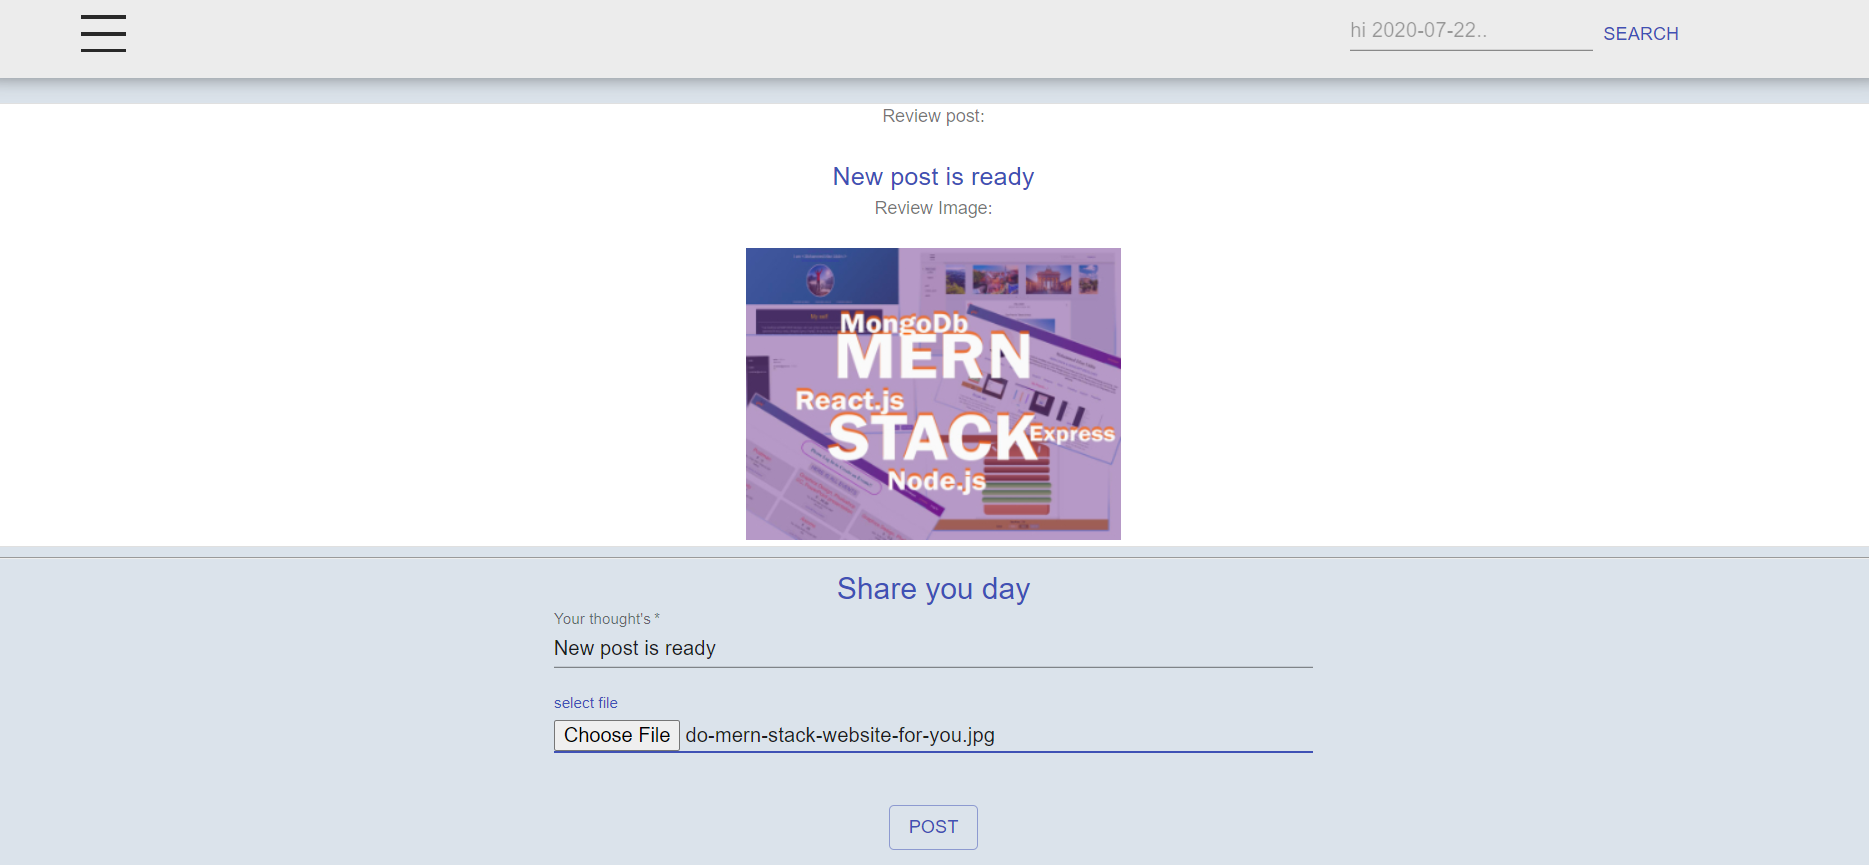 hi 2020-07-22..
SEARCH
Review post:
New post is ready
Review Image:
MongoDb
MERN
React.js
STACK
Express
Node.js
Share you day
Your thought's *
New post is ready
select file
Choose File do-mern-stack-website-for-you.jpg
POST